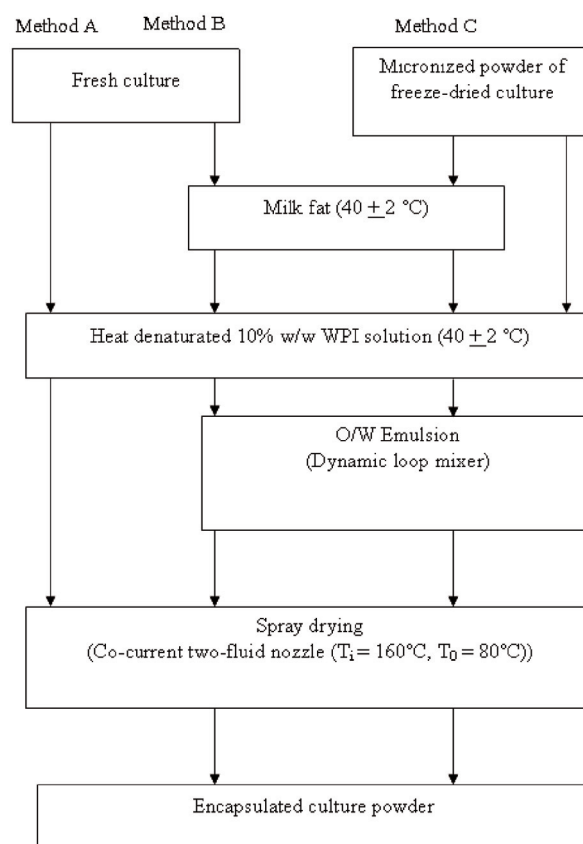 Method A
Method B
Method C
Fresh culture
Micronized powder of
freeze-dried culture
Milk fat (40 ± 2 °C)
Heat denaturated 10% w/w WPI solution (40 ± 2 °C)
O/W Emulsion
(Dynamic loop mixer)
Spray drying
(Co-current two-fluid nozzle (Ti = 160°C, T0 = 80°C))
Encapsulated culture powder